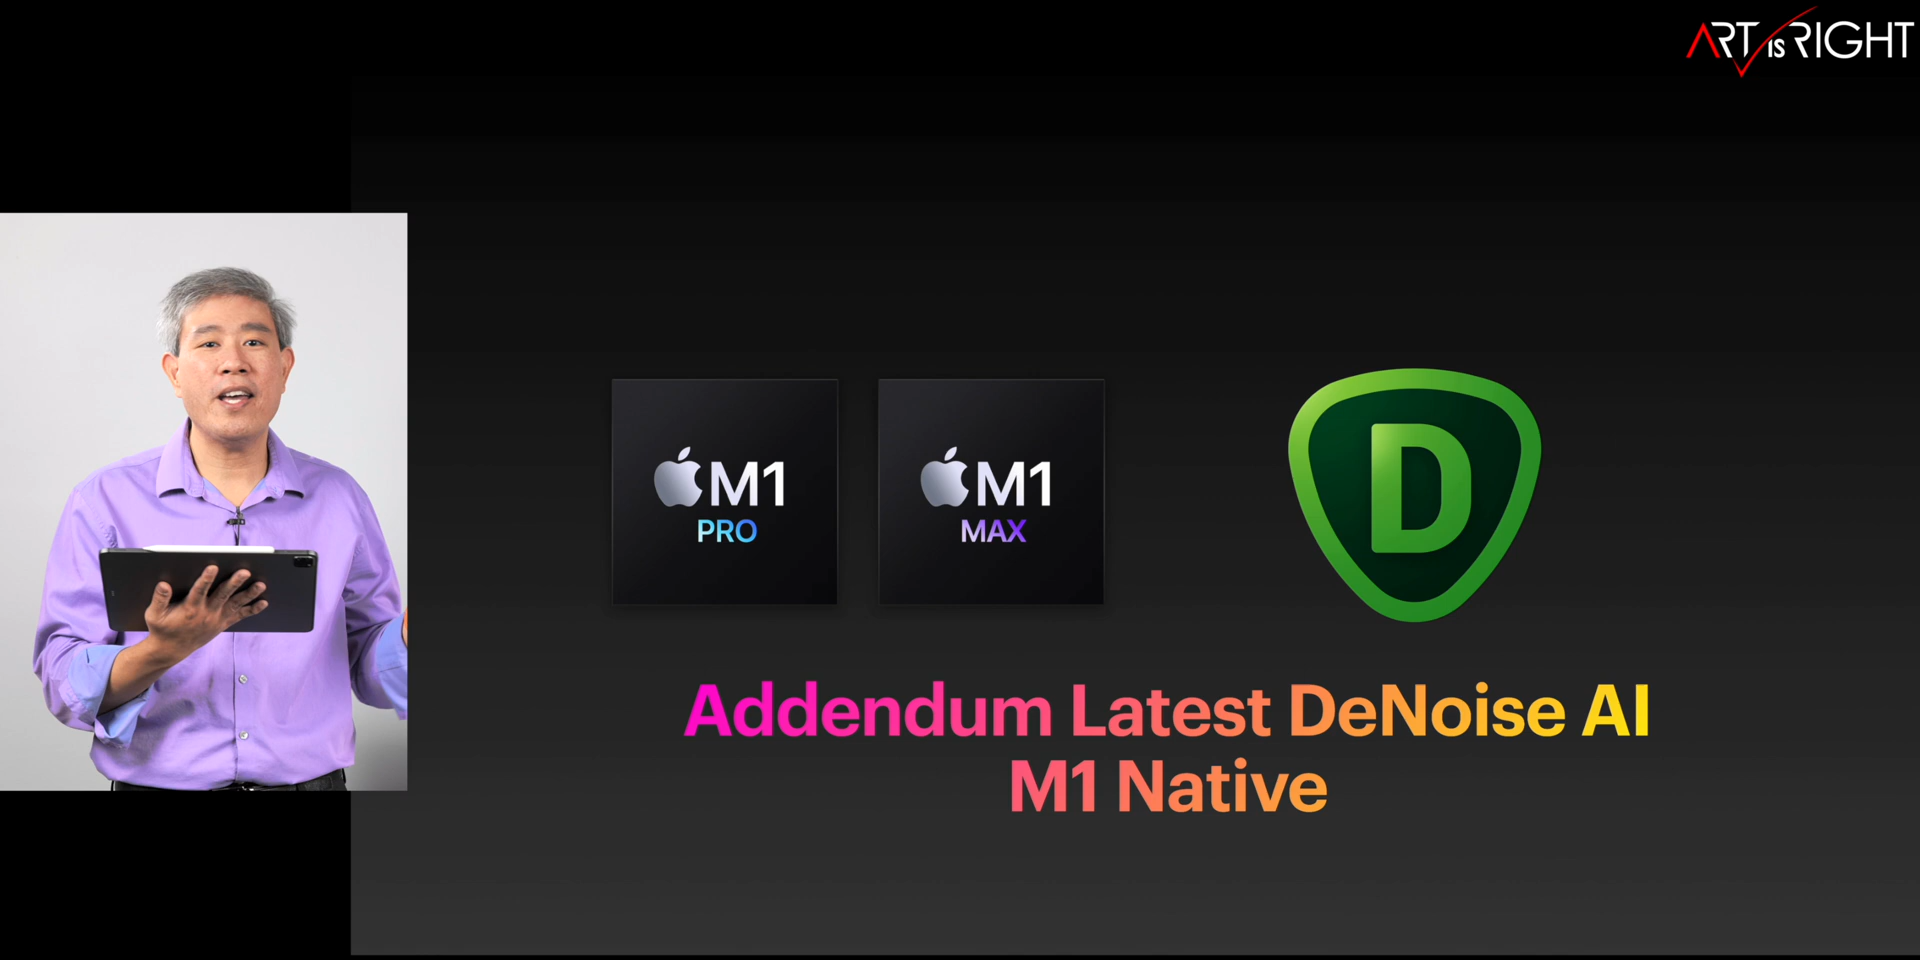 ART IS RIGHT
M1
PRO
M1
MAX
D
Addendum Latest DeNoise AI
M1 Native